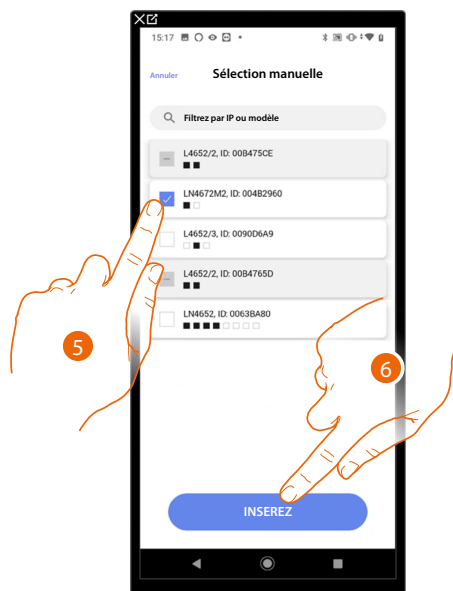 15:17
Annuler Sélection manuelle
Filtrez par IP ou modèle
L4652/2, ID: 00B475CE
LN4672M2, ID: 004B2960
L4652/3, ID: 0090D6A9
L4652/2, ID: 00B4765D
LN4652, ID: 0063BA80
5
6
INSEREZ